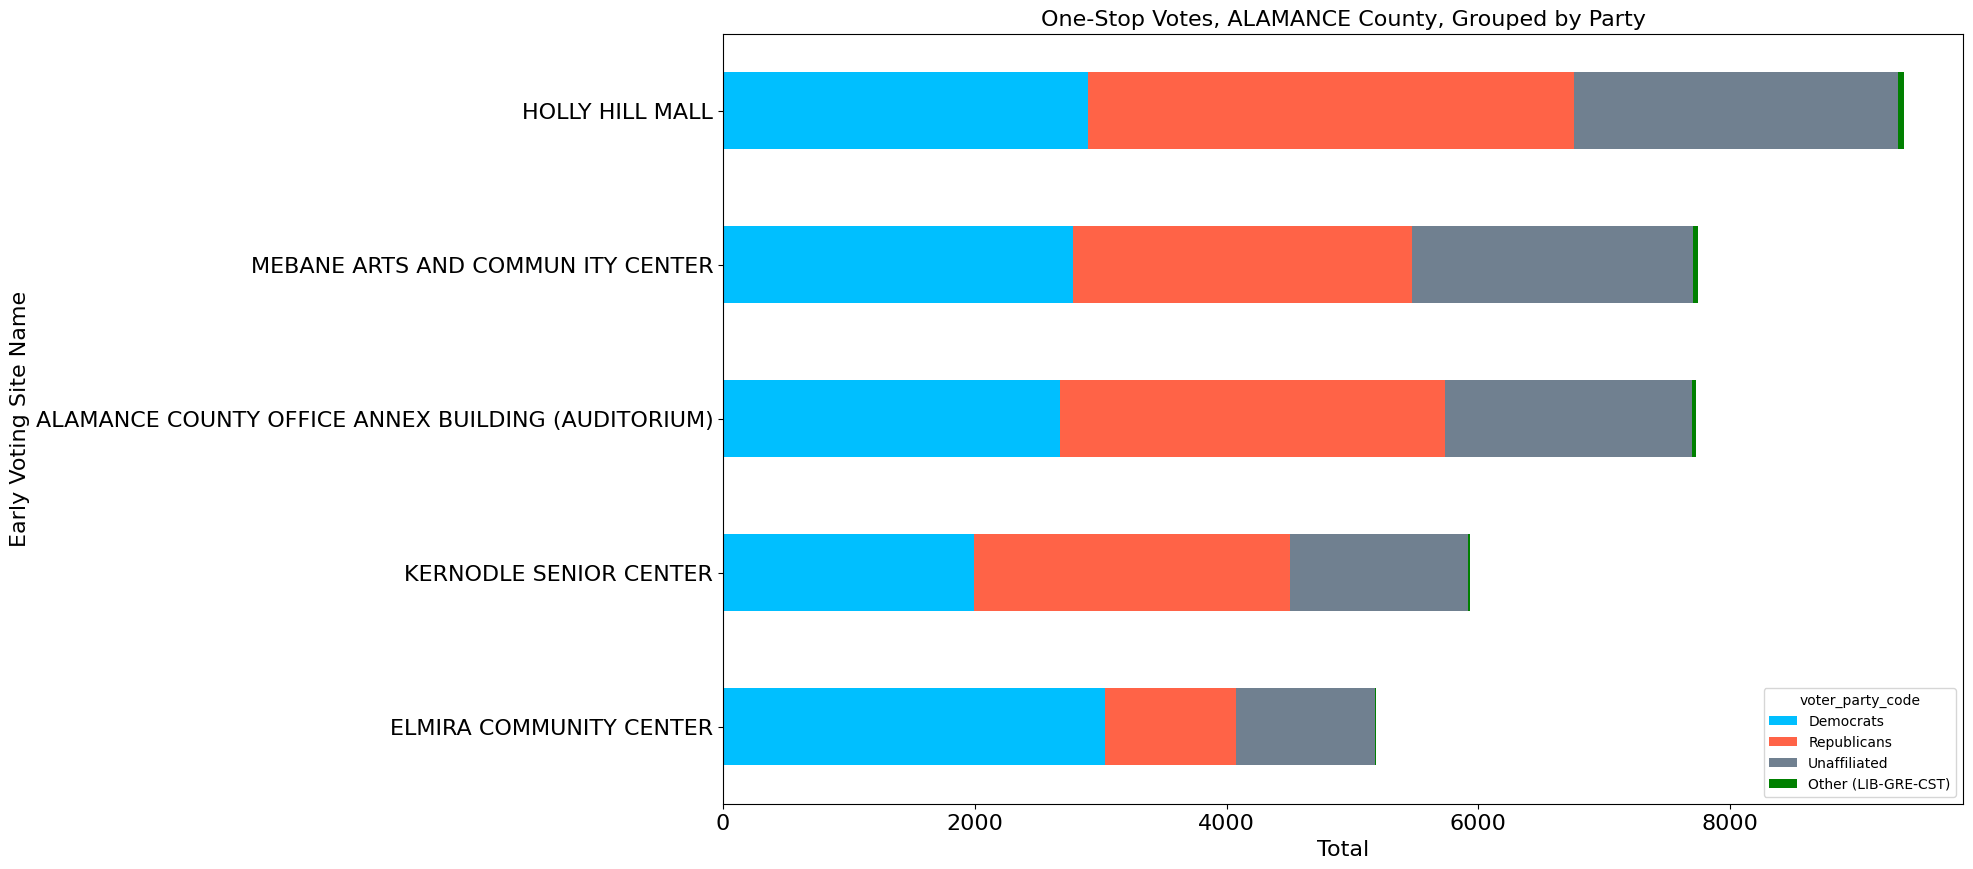 One-Stop Votes, ALAMANCE County, Grouped by Party
Early Voting Site Name
HOLLY HILL MALL
MEBANE ARTS AND COMMUN ITY CENTER
ALAMANCE COUNTY OFFICE ANNEX BUILDING (AUDITORIUM)
KERNODLE SENIOR CENTER
ELMIRA COMMUNITY CENTER
voter_party_code
Democrats
Republicans
Unaffiliated
Other (LIB-GRE-CST)
0 2000 4000 6000 8000
Total